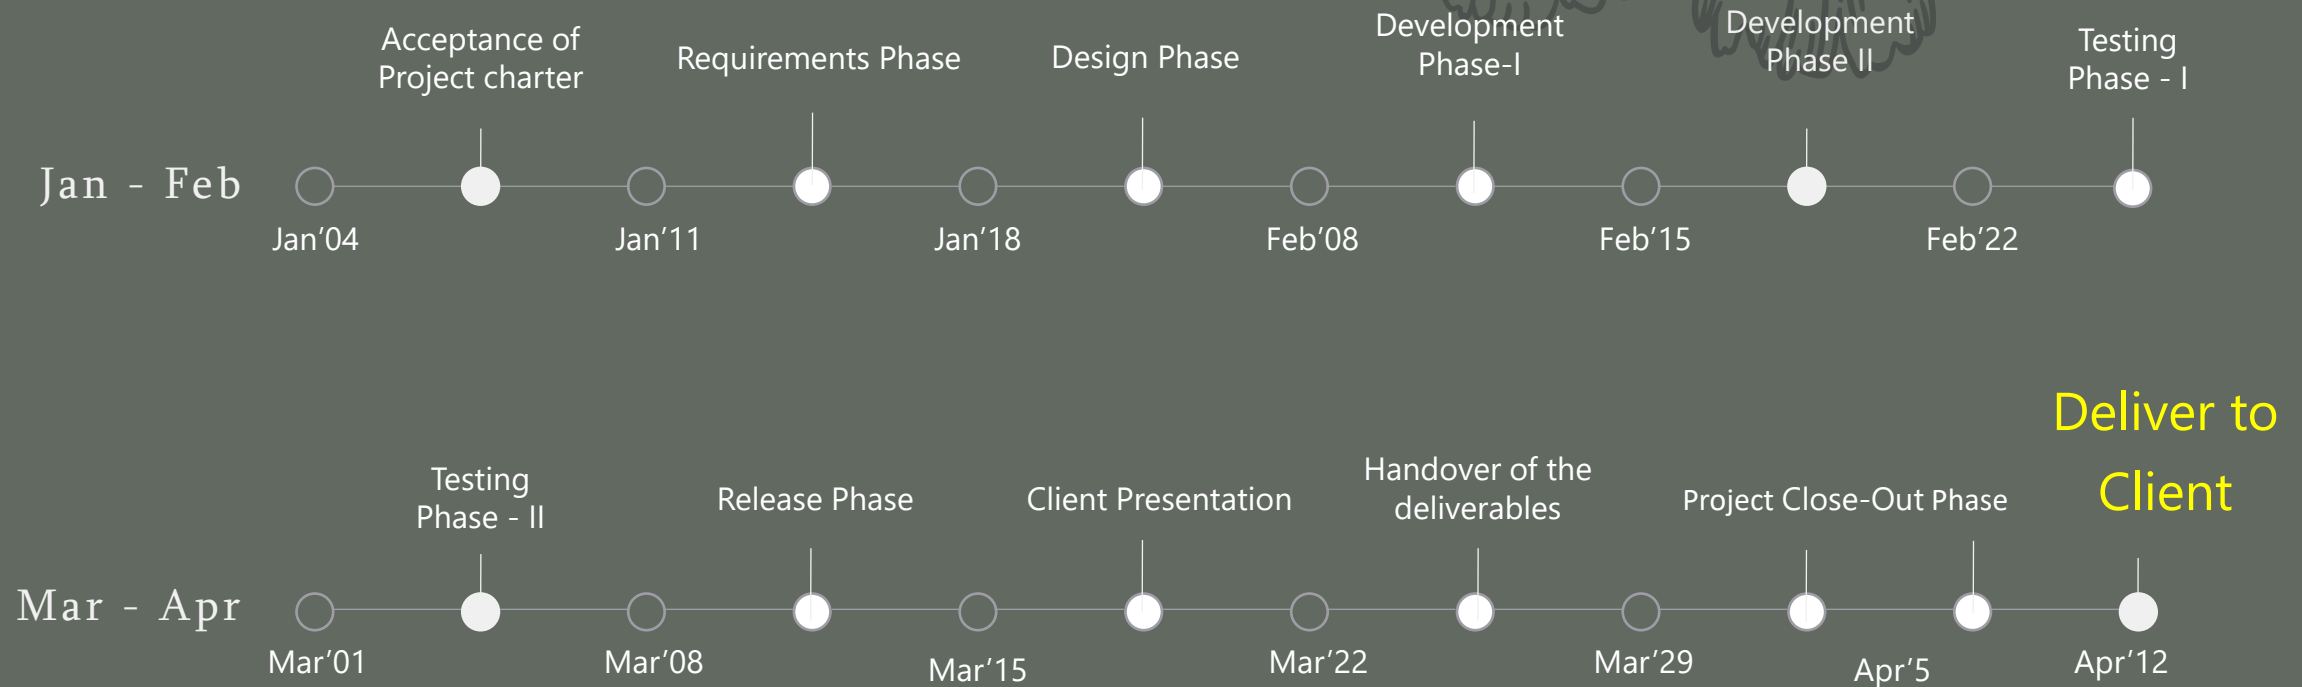 Acceptance of
Project charter
Requirements Phase
Design Phase
Development
Phase-I
Development
Phase II
Testing
Phase - I
Jan - Feb
Jan’04
Jan’11
Jan’18
Feb’08
Feb’15
Feb’22
Deliver to
Client
Testing
Phase - II
Release Phase
Client Presentation
Handover of the
deliverables
Project Close-Out Phase
Mar - Apr
Mar’01
Mar’08
Mar’15
Mar’22
Mar’29
Apr’5
Apr’12